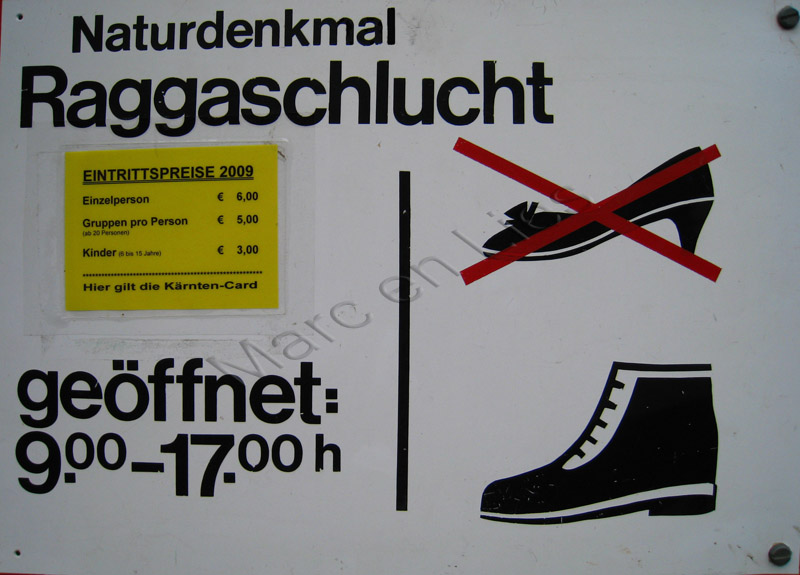 Naturdenkmal
Raggaschlucht
EINTRITTSPREISE 2009
Einzelperson € 6,00
Gruppen pro Person € 5,00
(ab 20 Personen)
Kinder (6 bis 15 Jahre) € 3,00
Hier gilt die Kärnten-Card
geöffnet:
9.00–17.00 h
Marc en Lien